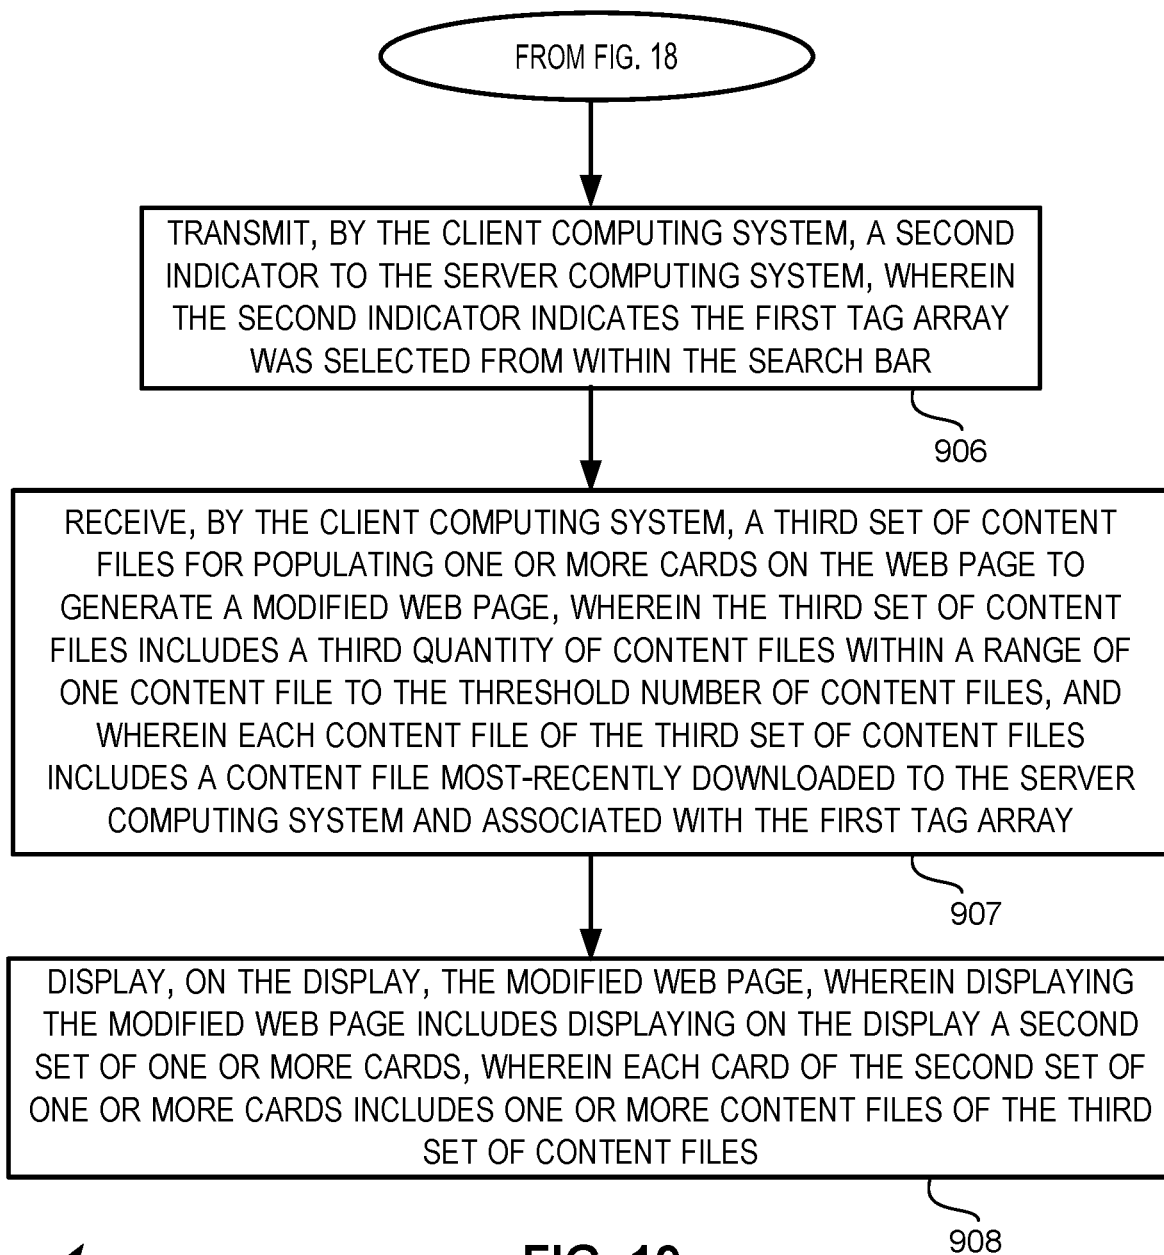 FROM FIG. 18
TRANSMIT, BY THE CLIENT COMPUTING SYSTEM, A SECOND
INDICATOR TO THE SERVER COMPUTING SYSTEM, WHEREIN
THE SECOND INDICATOR INDICATES THE FIRST TAG ARRAY
WAS SELECTED FROM WITHIN THE SEARCH BAR
906
RECEIVE, BY THE CLIENT COMPUTING SYSTEM, A THIRD SET OF CONTENT
FILES FOR POPULATING ONE OR MORE CARDS ON THE WEB PAGE TO
GENERATE A MODIFIED WEB PAGE, WHEREIN THE THIRD SET OF CONTENT
FILES INCLUDES A THIRD QUANTITY OF CONTENT FILES WITHIN A RANGE OF
ONE CONTENT FILE TO THE THRESHOLD NUMBER OF CONTENT FILES, AND
WHEREIN EACH CONTENT FILE OF THE THIRD SET OF CONTENT FILES
INCLUDES A CONTENT FILE MOST-RECENTLY DOWNLOADED TO THE SERVER
COMPUTING SYSTEM AND ASSOCIATED WITH THE FIRST TAG ARRAY
907
DISPLAY, ON THE DISPLAY, THE MODIFIED WEB PAGE, WHEREIN DISPLAYING
THE MODIFIED WEB PAGE INCLUDES DISPLAYING ON THE DISPLAY A SECOND
SET OF ONE OR MORE CARDS, WHEREIN EACH CARD OF THE SECOND SET OF
ONE OR MORE CARDS INCLUDES ONE OR MORE CONTENT FILES OF THE THIRD
SET OF CONTENT FILES
908
FIG.